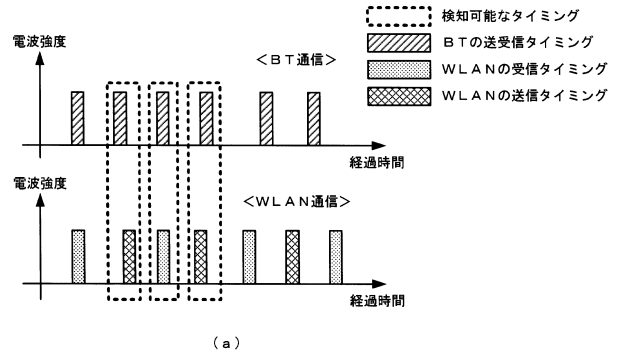 検知可能なタイミング
電波強度
＜ＢＴ通信＞
ＢＴの送受信タイミング
ＷＬＡＮの受信タイミング
ＷＬＡＮの送信タイミング
経過時間
電波強度
＜ＷＬＡＮ通信＞
経過時間
（ａ）